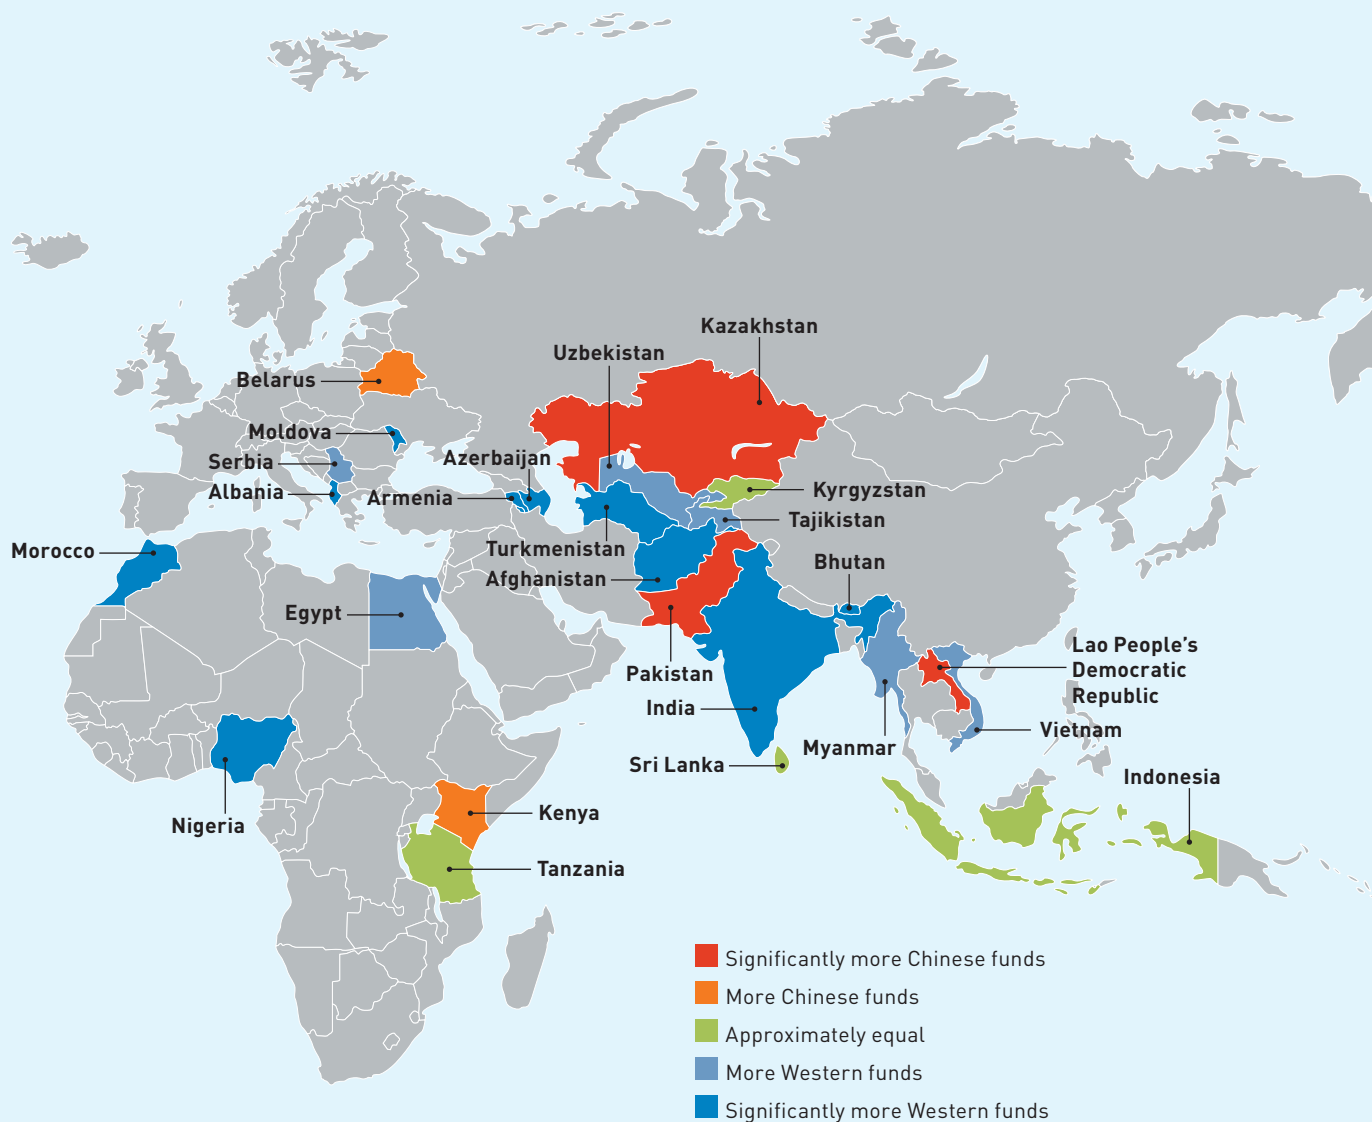 Kazakhstan
Uzbekistan
Belarus
Moldova
Azerbaijan
Serbia
Albania
Armenia
Kyrgyzstan
Tajikistan
Morocco
Turkmenistan
Bhutan
Afghanistan
Egypt
Lao People's
Democratic
Republic
Pakistan
India
Vietnam
Myanmar
Sri Lanka
Indonesia
Kenya
Nigeria
Tanzania
Significantly more Chinese funds
More Chinese funds
Approximately equal
More Western funds
Significantly more Western funds